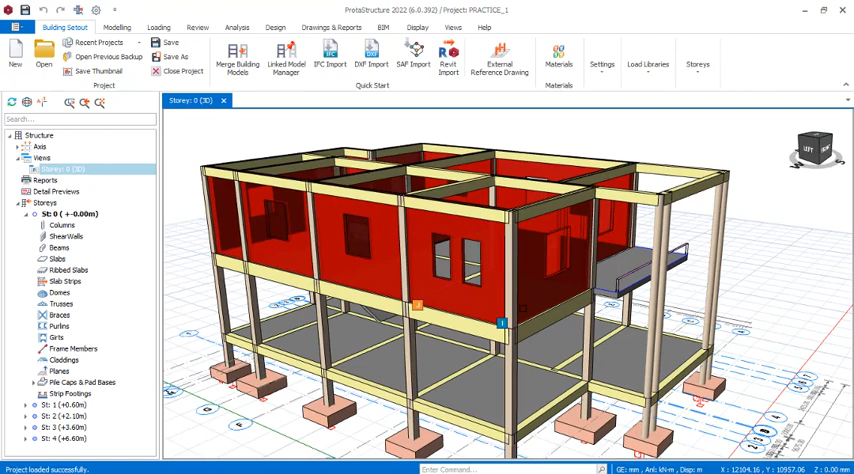 ProtaStructure 2022 (6.0.392) / Project: PRACTICE_1
Building Setout Modelling Loading Review Analysis Design Drawings & Reports BIM Display Views Help
New
Open
Recent Projects
Open Previous Backup
Save Thumbnail
Save
Save As
Close Project
Project
Merge Building Models
Linked Model Manager
IFC Import
DXF Import
SAF Import
Revit Import
Quick Start
External Reference Drawing
Materials
Materials
Settings
Load Libraries
Storeys
Storey: 0 (3D)
Search...
Structure
Axis
Views
Storey: 0 (3D)
Reports
Detail Previews
Storeys
St: 0 ( +-0.00m)
Columns
ShearWalls
Beams
Slabs
Ribbed Slabs
Slab Strips
Domes
Trusses
Braces
Purlins
Girts
Frame Members
Claddings
Planes
Pile Caps & Pad Bases
Strip Footings
St: 1 (+0.60m)
St: 2 (+2.10m)
St: 3 (+3.60m)
St: 4 (+6.60m)
LEFT
Project loaded successfully.
Enter Command...
GE: mm , Anl: kN-m , Disp: m
X : 12104.16 Y : 10957.06 Z : 0.00 mm